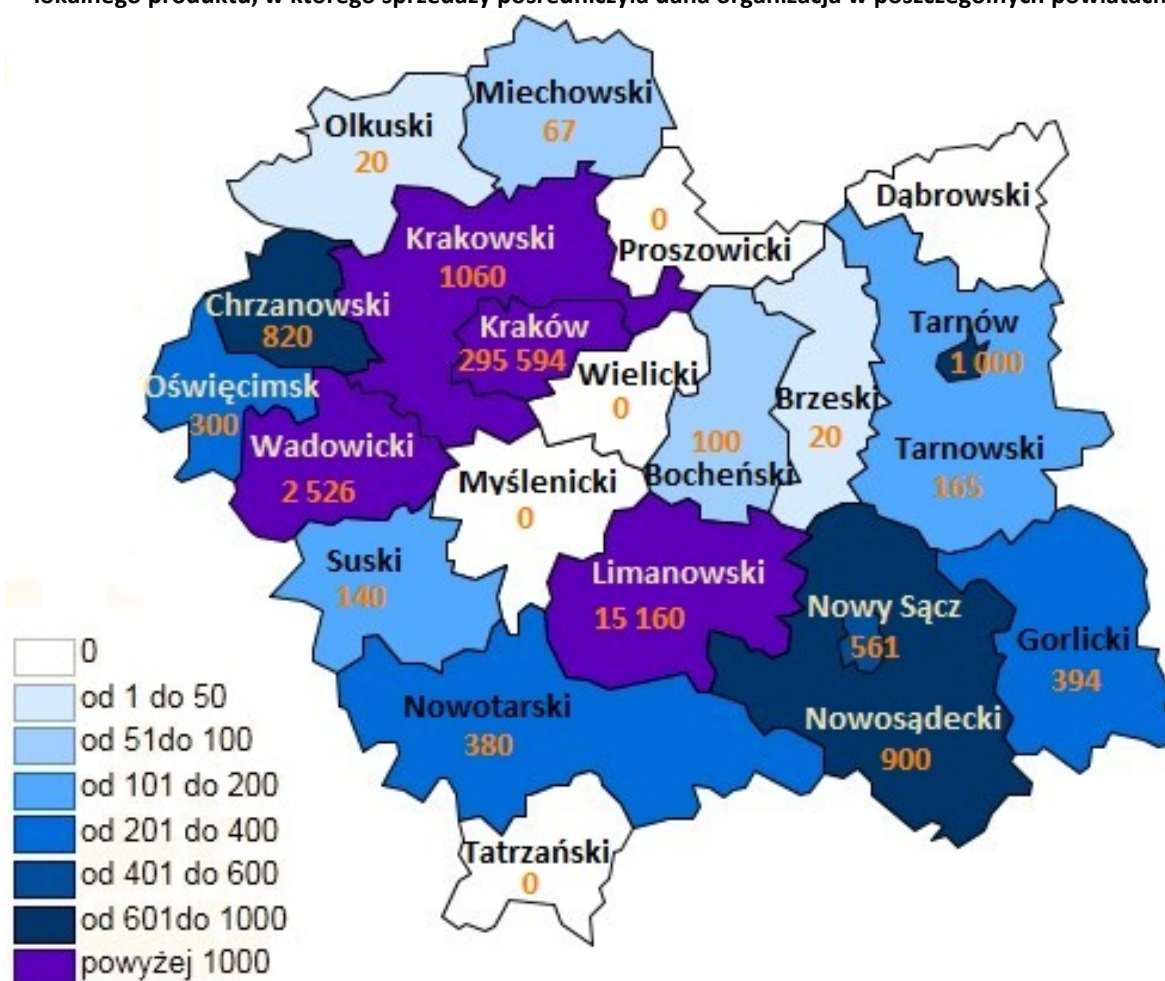 lokalnego produktu, w którego sprzedaży pośredniczyła dana organizacja w poszczególnych powiatach
Miechowski
67
Olkuski
20
Dąbrowski
0
Proszowicki
Krakowski
1060
Chrzanowski
820
Kraków
295 594
Tarnów
1 000
Oświęcimsk
300
Wielicki
0
Brzeski
20
Wadowicki
2 526
100
Bocheński
Tarnowski
165
Myślenicki
0
Suski
140
Limanowski
15 160
Nowy Sącz
561
Gorlicki
394
Nowotarski
380
Nowosądecki
900
Tatrzański
0
0
od 1 do 50
od 51do 100
od 101 do 200
od 201 do 400
od 401 do 600
od 601do 1000
powyżej 1000